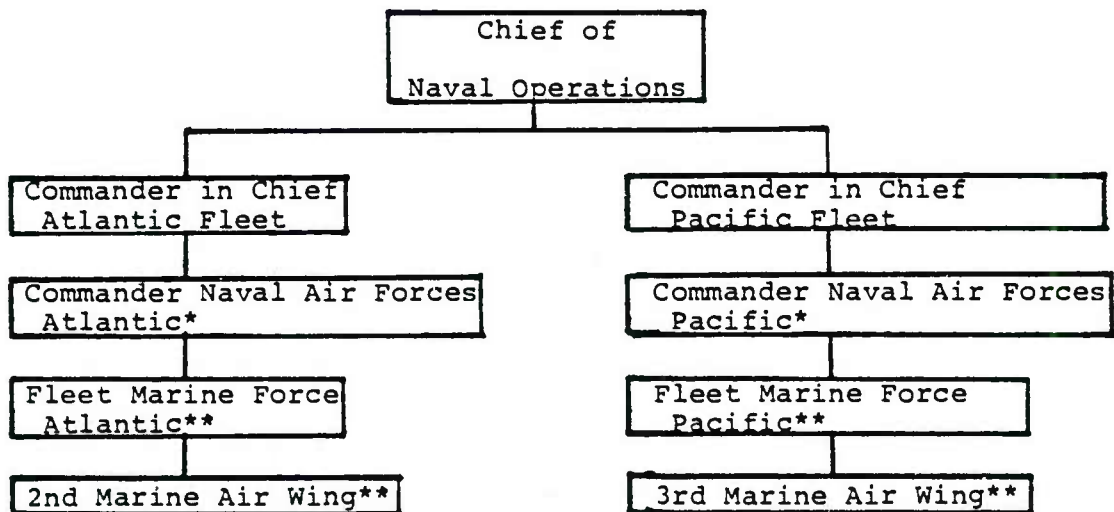 Chief of
Naval Operations
Commander in Chief
Atlantic Fleet
Commander in Chief
Pacific Fleet
Commander Naval Air Forces
Atlantic*
Commander Naval Air Forces
Pacific*
Fleet Marine Force
Atlantic**
Fleet Marine Force
Pacific**
2nd Marine Air Wing**
3rd Marine Air Wing**